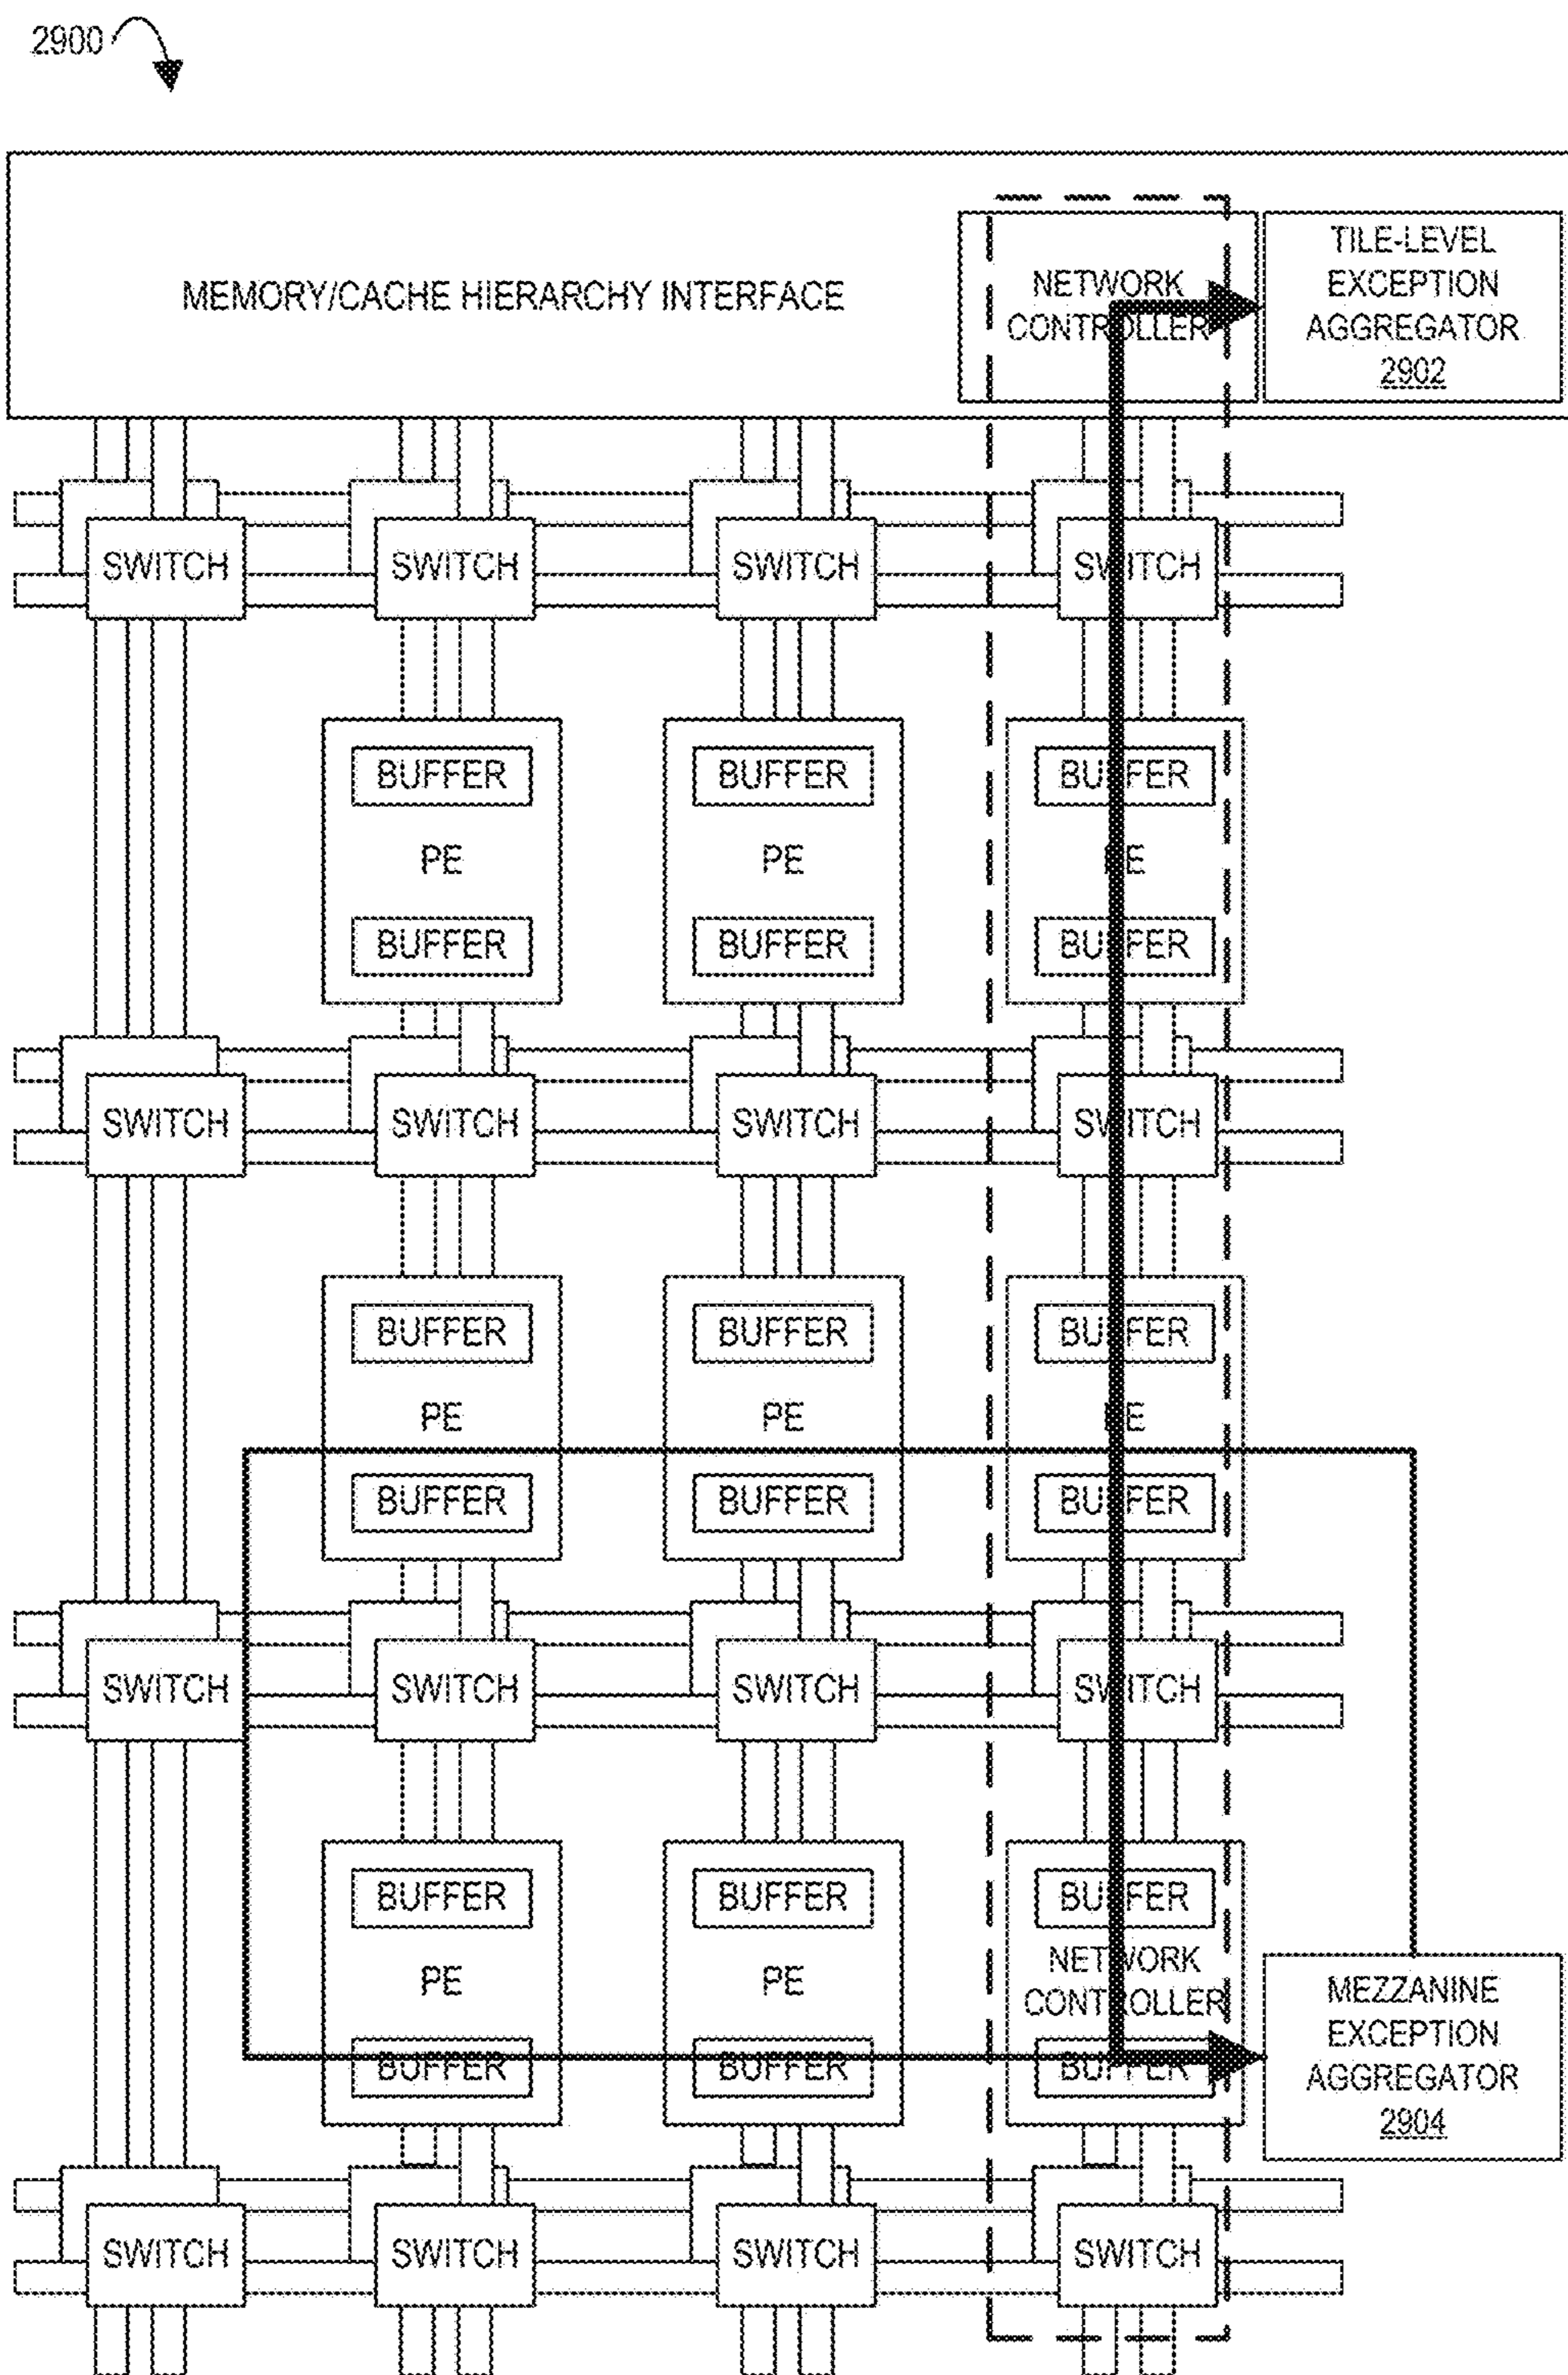 2900
MEMORY/CACHE HIERARCHY INTERFACE
NETWORK
CONTROLLER
TILE-LEVEL
EXCEPTION
AGGREGATOR
2902
SWITCH SWITCH SWITCH SWITCH
BUFFER BUFFER BUFFER
PE PE PE
BUFFER BUFFER BUFFER
SWITCH SWITCH SWITCH SWITCH
BUFFER BUFFER BUFFER
PE PE PE
BUFFER BUFFER BUFFER
SWITCH SWITCH SWITCH SWITCH
BUFFER BUFFER BUFFER
PE PE
NETWORK
CONTROLLER
BUFFER BUFFER BUFFER
MEZZANINE
EXCEPTION
AGGREGATOR
2904
SWITCH SWITCH SWITCH SWITCH